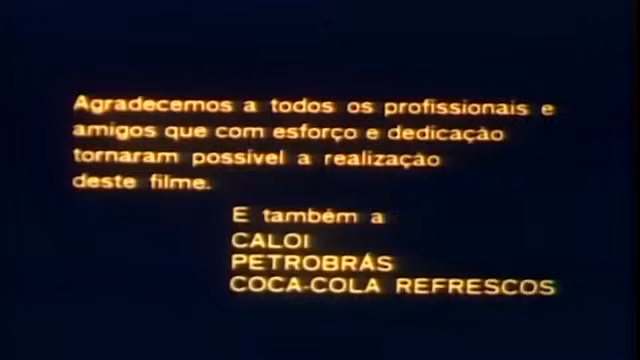 Agradecemos a todos os profissionais e
amigos que com esforço e dedicação
tornaram possível a realização
deste filme.
E também a
CALOI
PETROBRÁS
COCA-COLA REFRESCOS